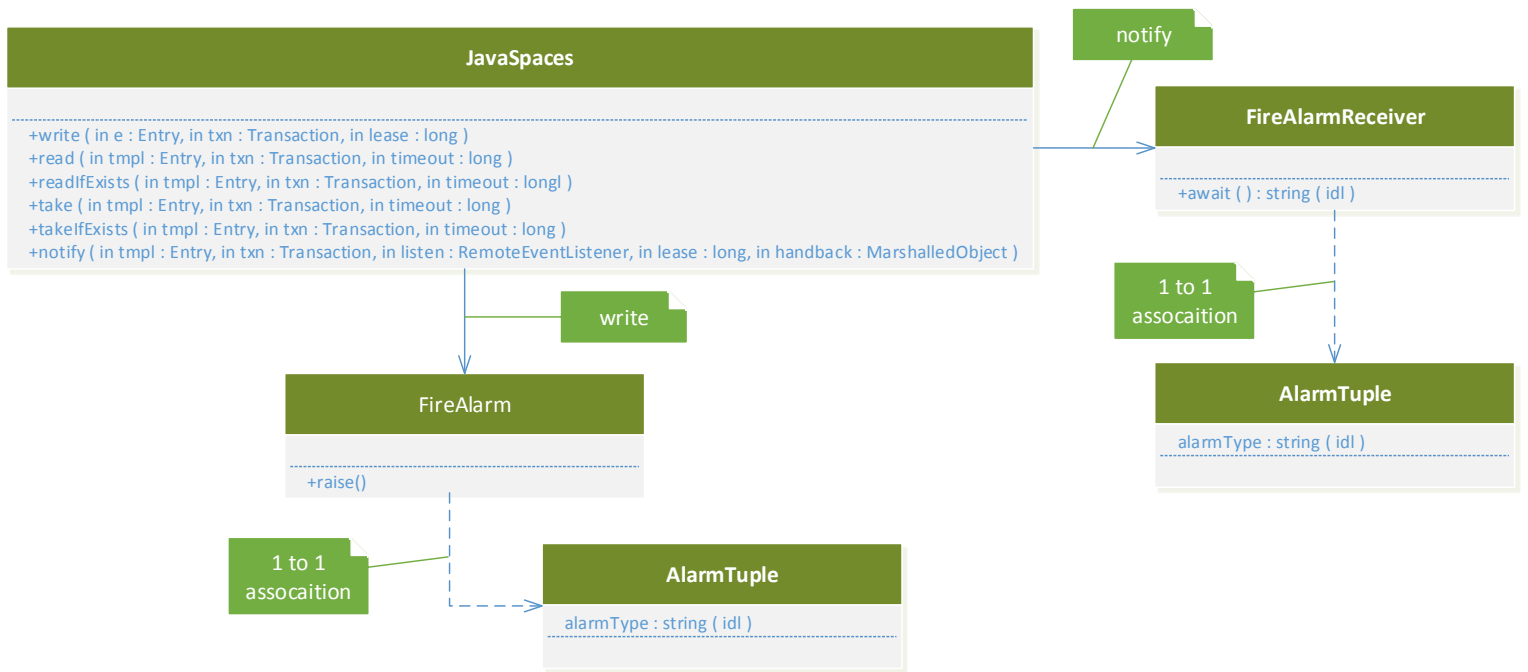 notify
JavaSpaces
+write ( in e : Entry, in txn : Transaction, in lease : long )
+read ( in tmpl : Entry, in txn : Transaction, in timeout : long )
+readIfExists ( in tmpl : Entry, in txn : Transaction, in timeout : longl )
+take ( in tmpl : Entry, in txn : Transaction, in timeout : long )
+takeIfExists ( in tmpl : Entry, in txn : Transaction, in timeout : long )
+notify ( in tmpl : Entry, in txn : Transaction, in listen : RemoteEventListener, in lease : long, in handback : MarshalledObject )
FireAlarmReceiver
+await ( ) : string ( idl )
1 to 1
assocaition
write
AlarmTuple
alarmType : string ( idl )
FireAlarm
+raise()
1 to 1
assocaition
AlarmTuple
alarmType : string ( idl )